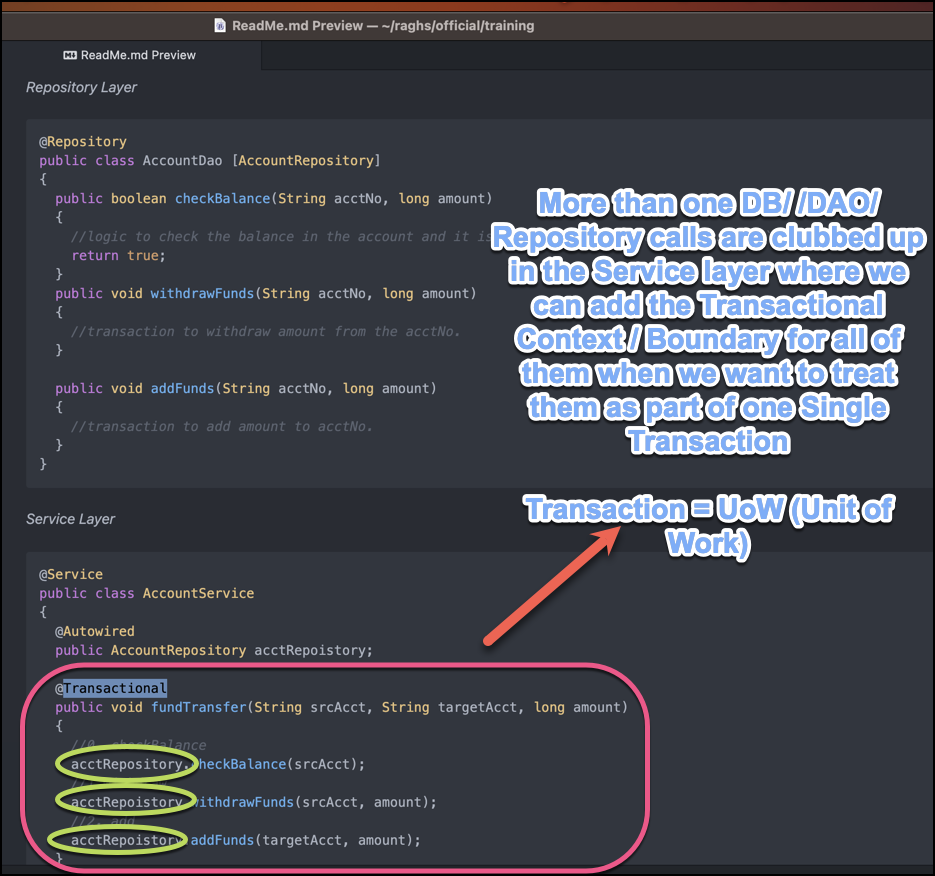 ReadMe.md Preview — ~/raghs/official/training
ReadMe.md Preview
Repository Layer
@Repository
public class AccountDao [AccountRepository]
{
public boolean checkBalance(String acctNo, long amount)
{
//logic to check the balance in the account and it is
return true;
}
public void withdrawFunds(String acctNo, long amount)
{
//transaction to withdraw amount from the acctNo.
}
public void addFunds(String acctNo, long amount)
{
//transaction to add amount to acctNo.
}
}
More than one DB/ /DAO/
Repository calls are clubbed up
in the Service layer where we
can add the Transactional
Context / Boundary for all of
them when we want to treat
them as part of one Single
Transaction
Transaction = UoW (Unit of
Work)
Service Layer
@Service
public class AccountService
{
@Autowired
public AccountRepository acctRepoistory;
@Transactional
public void fundTransfer(String srcAcct, String targetAcct, long amount)
{
//0. checkBalance
acctRepository.checkBalance(srcAcct);
acctRepoistory.withdrawFunds(srcAcct, amount);
//2. add
acctRepoistory.addFunds(targetAcct, amount);
}